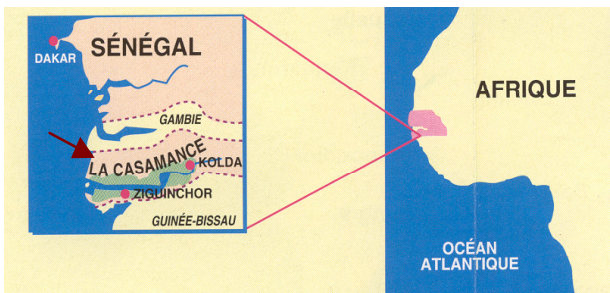 SÉNÉGAL
DAKAR
GAMBIE
LA CASAMANCE
KOLDA
ZIGUINCHOR
GUINÉE-BISSAU
AFRIQUE
OCÉAN
ATLANTIQUE